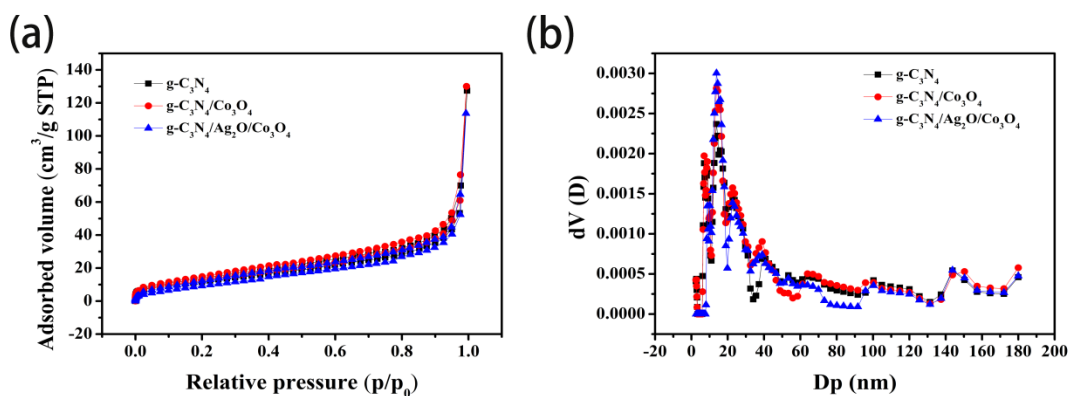 (a)
Adsorbed volume (cm³/g STP)
140
120
100
80
60
40
20
0
-20
g-C₃N₄
g-C₃N₄/Co₃O₄
g-C₃N₄/Ag₂O/Co₃O₄
0.0 0.2 0.4 0.6 0.8 1.0
Relative pressure (p/p₀)
(b)
dV (D)
0.0030
0.0025
0.0020
0.0015
0.0010
0.0005
0.0000
g-C₃N₄
g-C₃N₄/Co₃O₄
g-C₃N₄/Ag₂O/Co₃O₄
-20 0 20 40 60 80 100 120 140 160 180 200
Dp (nm)